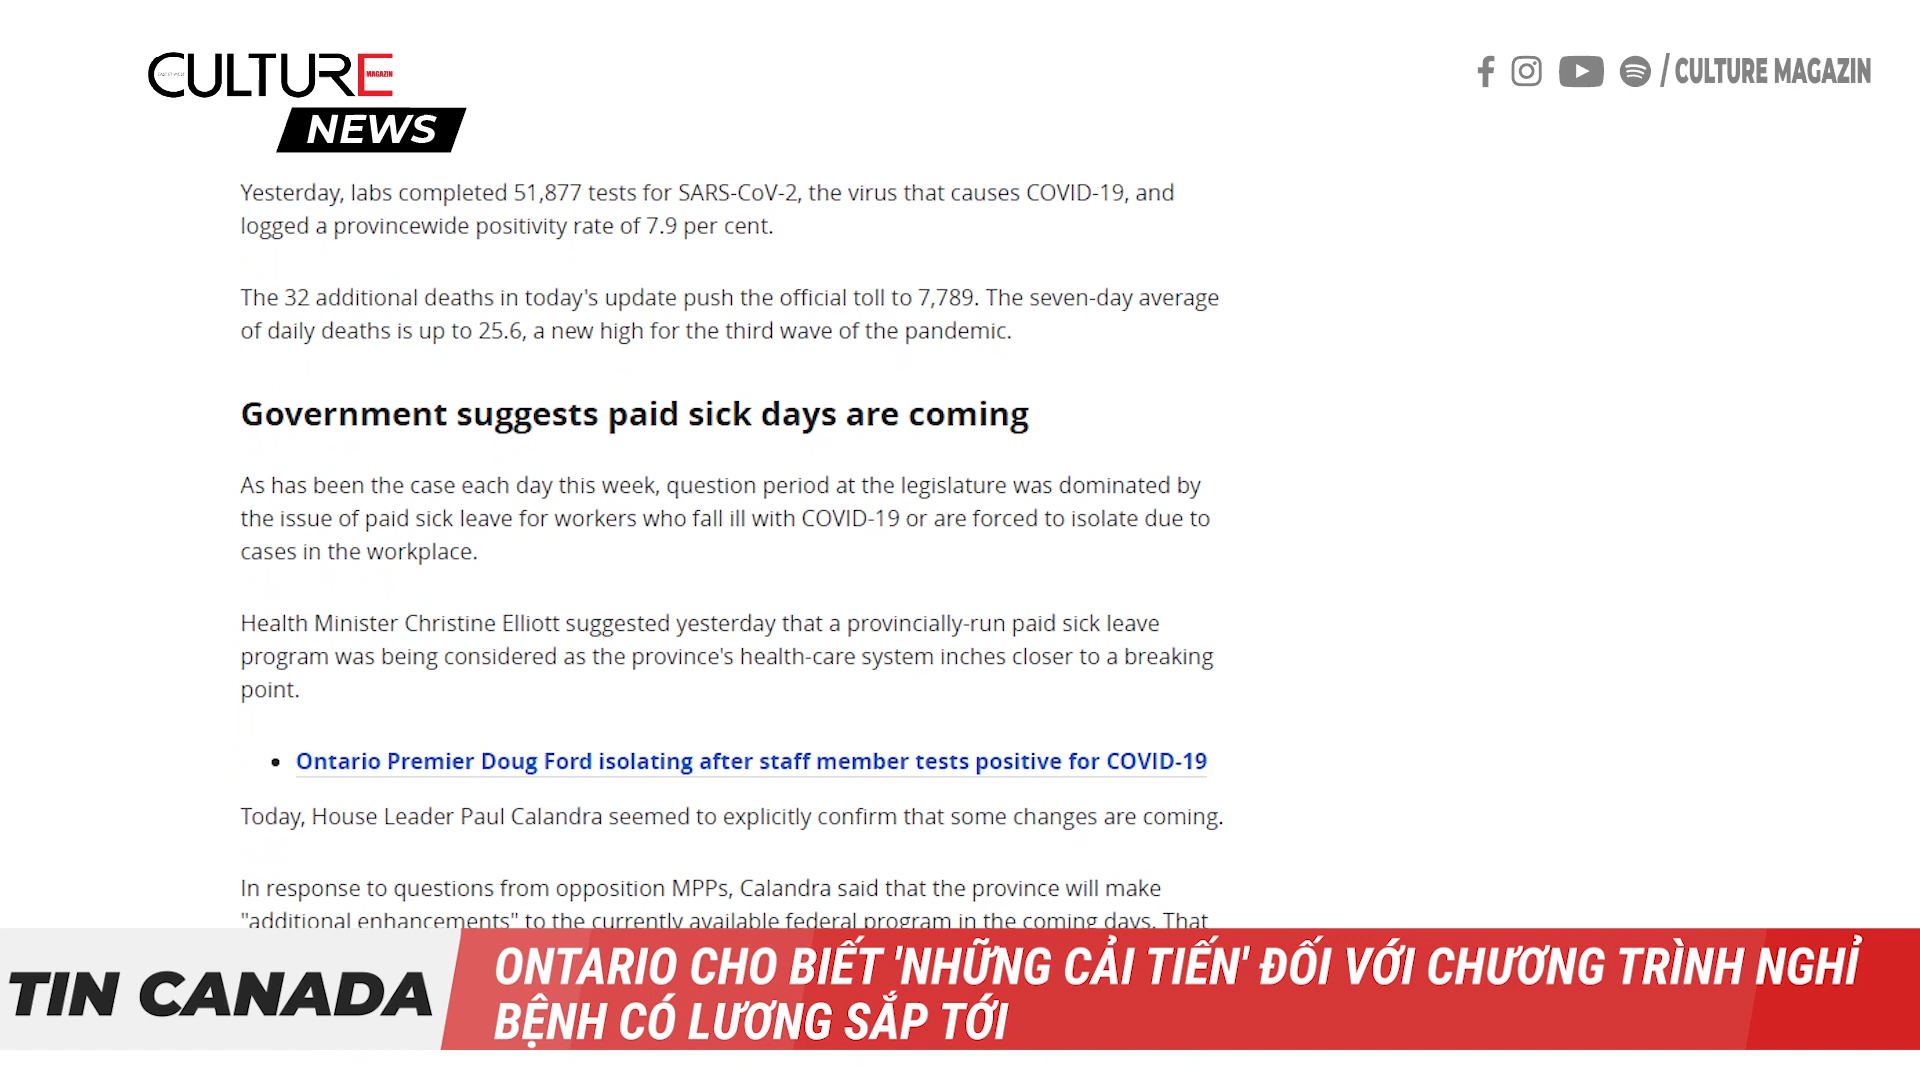 CULTURE
MAGAZIN
NEWS
/ CULTURE MAGAZIN
Yesterday, labs completed 51,877 tests for SARS-CoV-2, the virus that causes COVID-19, and
logged a provincewide positivity rate of 7.9 per cent.
The 32 additional deaths in today's update push the official toll to 7,789. The seven-day average
of daily deaths is up to 25.6, a new high for the third wave of the pandemic.
Government suggests paid sick days are coming
As has been the case each day this week, question period at the legislature was dominated by
the issue of paid sick leave for workers who fall ill with COVID-19 or are forced to isolate due to
cases in the workplace.
Health Minister Christine Elliott suggested yesterday that a provincially-run paid sick leave
program was being considered as the province's health-care system inches closer to a breaking
point.
• Ontario Premier Doug Ford isolating after staff member tests positive for COVID-19
Today, House Leader Paul Calandra seemed to explicitly confirm that some changes are coming.
In response to questions from opposition MPPs, Calandra said that the province will make
"additional enhancements" to the currently available federal program in the coming days. That
TIN CANADA
ONTARIO CHO BIẾT 'NHỮNG CẢI TIẾN' ĐỐI VỚI CHƯƠNG TRÌNH NGHỈ
BỆNH CÓ LƯƠNG SẮP TỚI